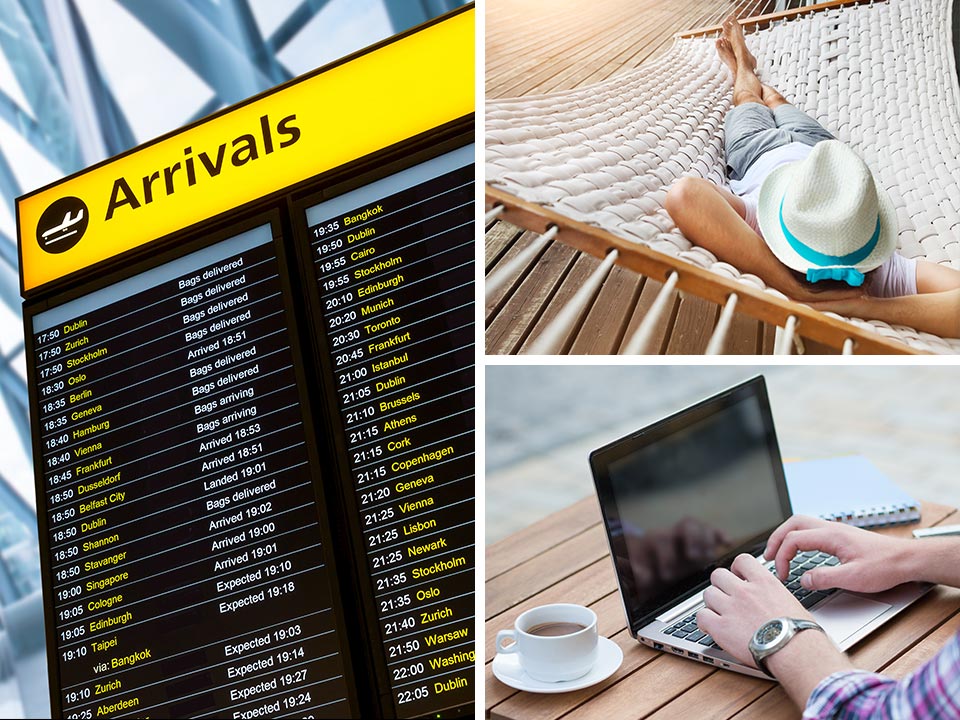 Arrivals
17:50 Dublin Bags delivered
17:50 Zurich Bags delivered
17:50 Stockholm Bags delivered
18:30 Oslo Bags delivered
18:35 Berlin Arrived 18:51
18:35 Geneva Bags delivered
18:40 Hamburg Bags delivered
18:40 Vienna Bags arriving
18:45 Frankfurt Bags arriving
18:50 Dusseldorf Arrived 18:53
18:50 Belfast City Arrived 18:51
18:50 Dublin Landed 19:01
18:50 Shannon Bags delivered
18:50 Stavanger Arrived 19:02
19:00 Singapore Arrived 19:00
19:05 Cologne Arrived 19:01
19:05 Edinburgh Expected 19:10
19:10 Taipei Expected 19:18
via: Bangkok
19:10 Zurich Expected 19:03
19:25 Aberdeen Expected 19:14
Expected 19:27
Expected 19:24
19:35 Bangkok
19:50 Dublin
19:55 Cairo
19:55 Stockholm
20:10 Edinburgh
20:20 Munich
20:30 Toronto
20:45 Frankfurt
21:00 Istanbul
21:05 Dublin
21:10 Brussels
21:15 Athens
21:15 Cork
21:15 Copenhagen
21:20 Geneva
21:25 Vienna
21:25 Lisbon
21:25 Newark
21:35 Stockholm
21:35 Oslo
21:40 Zurich
21:50 Warsaw
22:00 Washing
22:05 Dublin